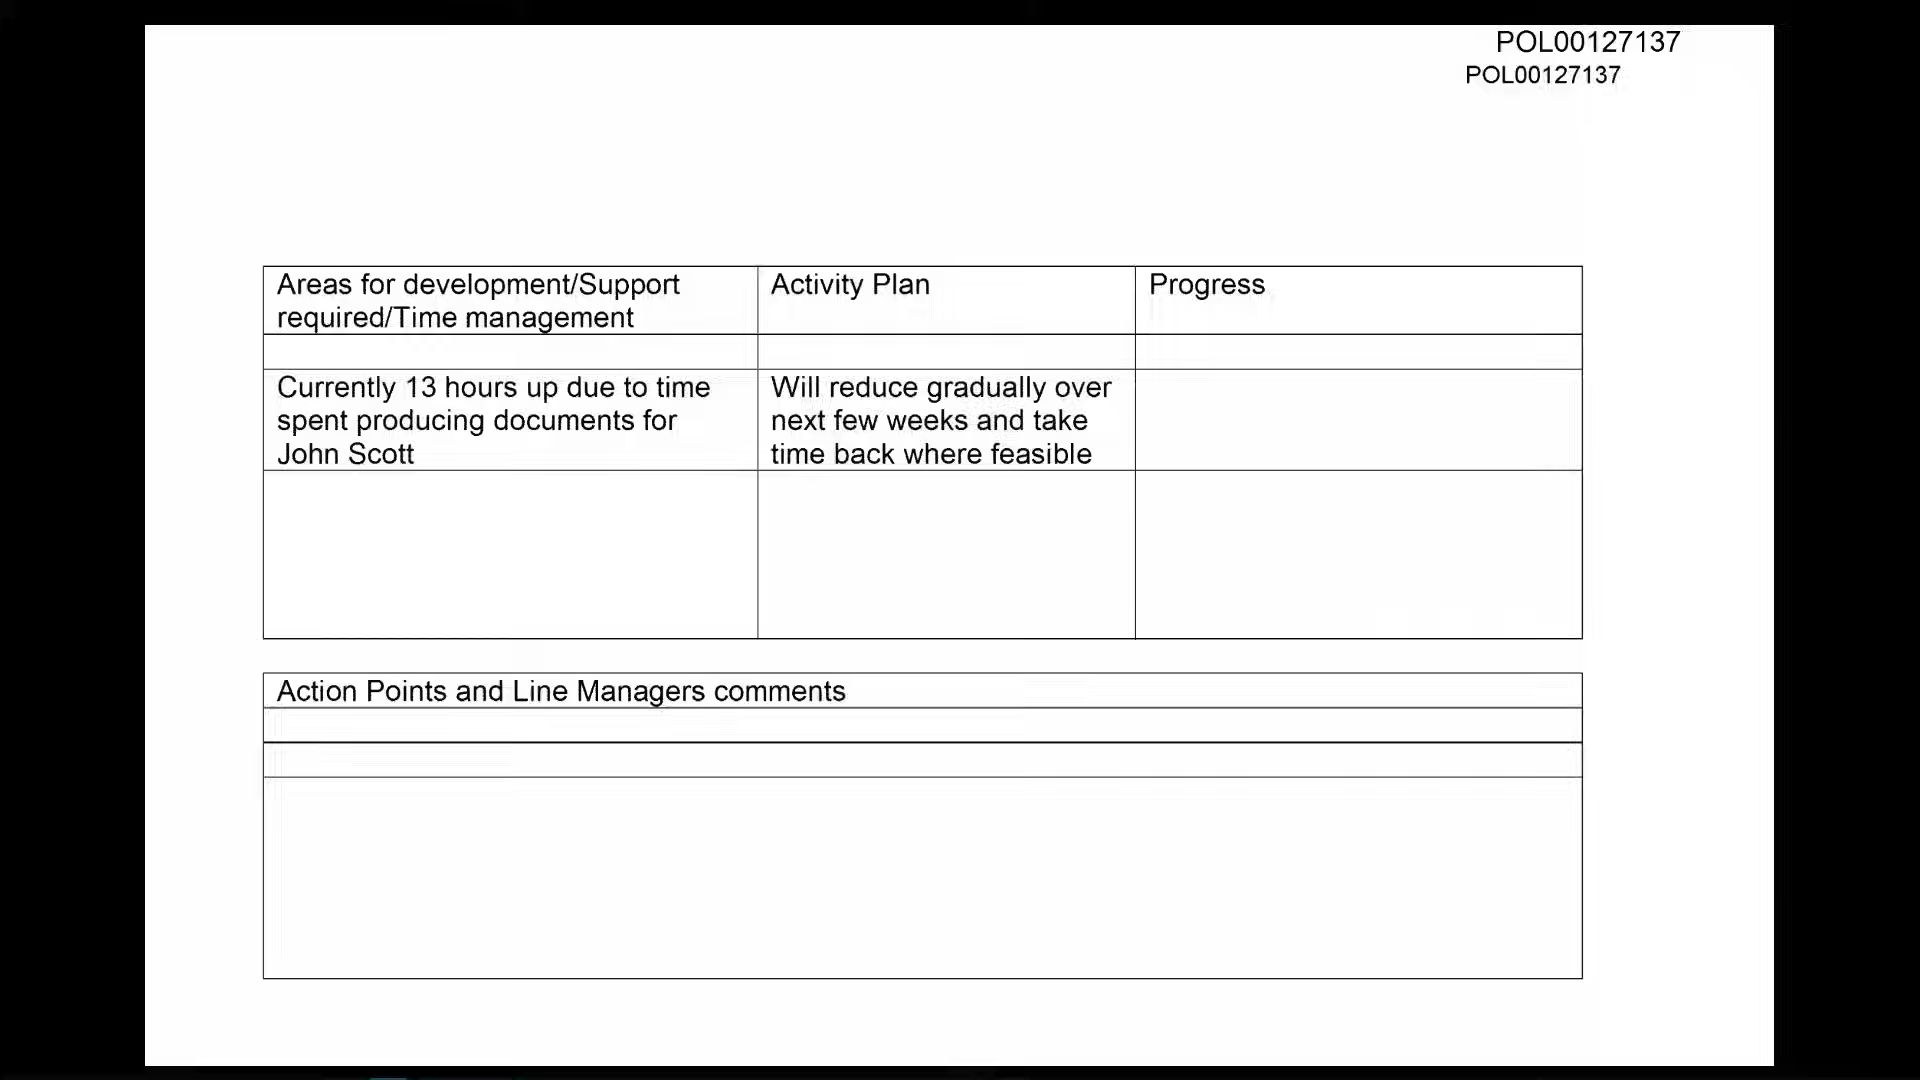 POL00127137
POL00127137
Areas for development/Support
required/Time management
Activity Plan
Progress
Currently 13 hours up due to time
spent producing documents for
John Scott
Will reduce gradually over
next few weeks and take
time back where feasible
Action Points and Line Managers comments